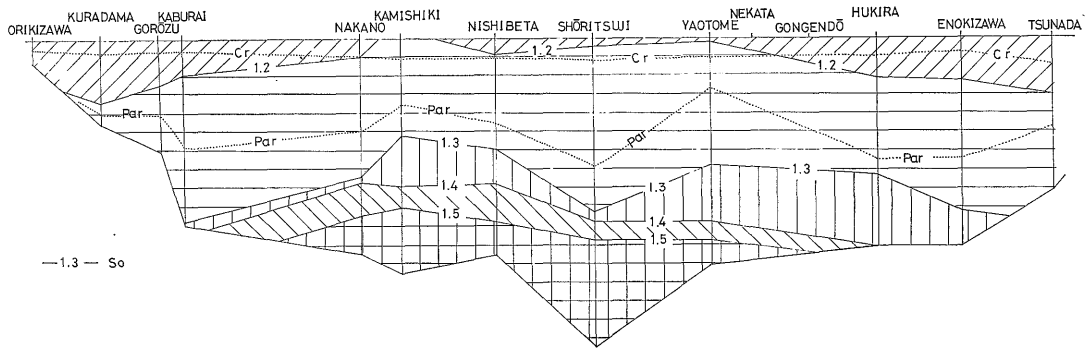 ORIKIZAWA KURADAMA GORŌZU KABURAI NAKANO KAMISHIKI NISHIBETA SHŌRITSUJI YAOTOME NEKATA GONGENDŌ HUKIRA ENOKIZAWA TSUNADA
Cr 1.2 1.2 Cr 1.2 Cr
Par Par Par Par Par
1.3 1.3 1.3
1.4 1.4
1.5 1.5
—1.3— So